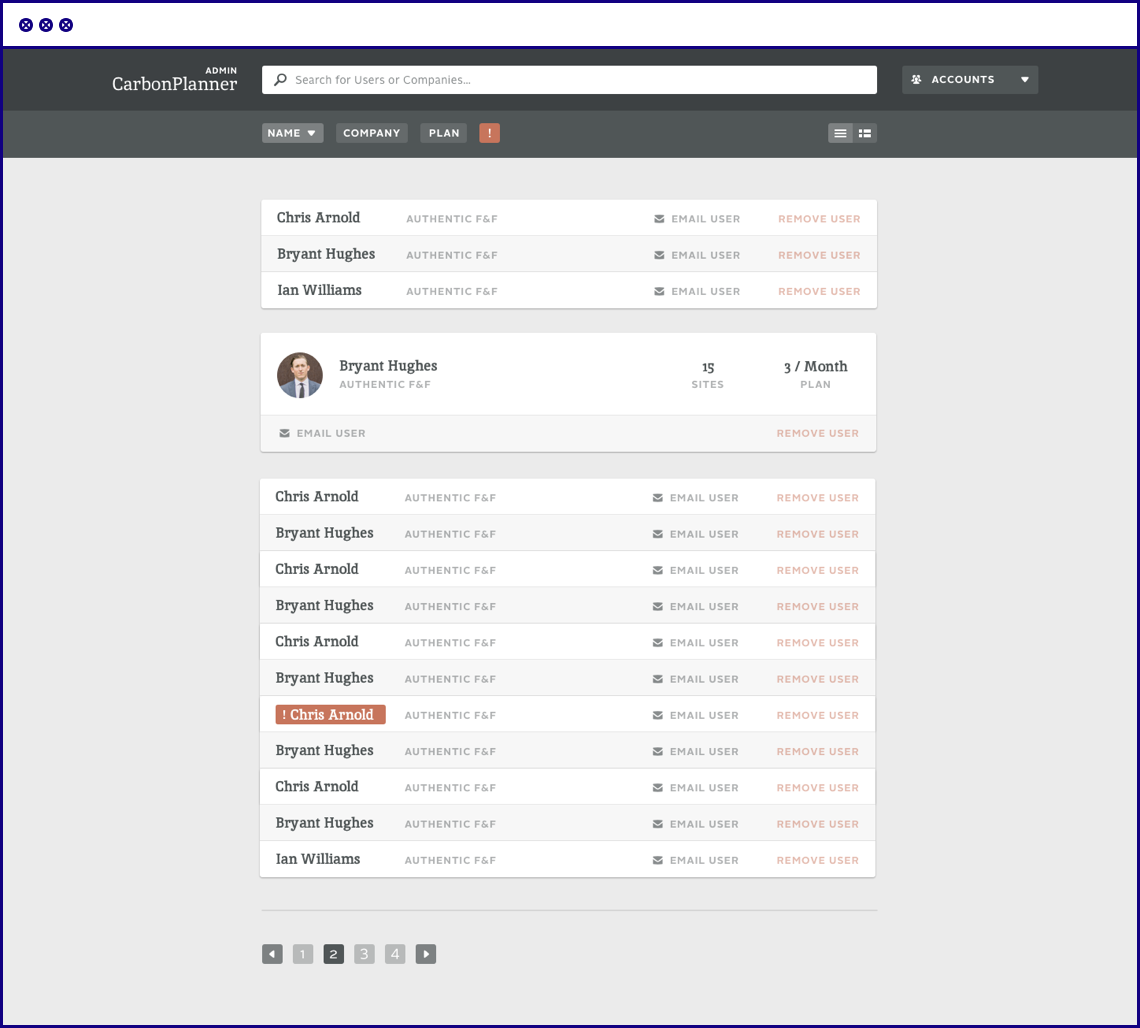 ADMIN
CarbonPlanner
Search for Users or Companies...
ACCOUNTS
NAME COMPANY PLAN !
Chris Arnold AUTHENTIC F&F EMAIL USER REMOVE USER
Bryant Hughes AUTHENTIC F&F EMAIL USER REMOVE USER
Ian Williams AUTHENTIC F&F EMAIL USER REMOVE USER
Bryant Hughes 15 3 / Month
AUTHENTIC F&F SITES PLAN
EMAIL USER REMOVE USER
Chris Arnold AUTHENTIC F&F EMAIL USER REMOVE USER
Bryant Hughes AUTHENTIC F&F EMAIL USER REMOVE USER
Chris Arnold AUTHENTIC F&F EMAIL USER REMOVE USER
Bryant Hughes AUTHENTIC F&F EMAIL USER REMOVE USER
Chris Arnold AUTHENTIC F&F EMAIL USER REMOVE USER
Bryant Hughes AUTHENTIC F&F EMAIL USER REMOVE USER
! Chris Arnold AUTHENTIC F&F EMAIL USER REMOVE USER
Bryant Hughes AUTHENTIC F&F EMAIL USER REMOVE USER
Chris Arnold AUTHENTIC F&F EMAIL USER REMOVE USER
Bryant Hughes AUTHENTIC F&F EMAIL USER REMOVE USER
Ian Williams AUTHENTIC F&F EMAIL USER REMOVE USER
1 2 3 4